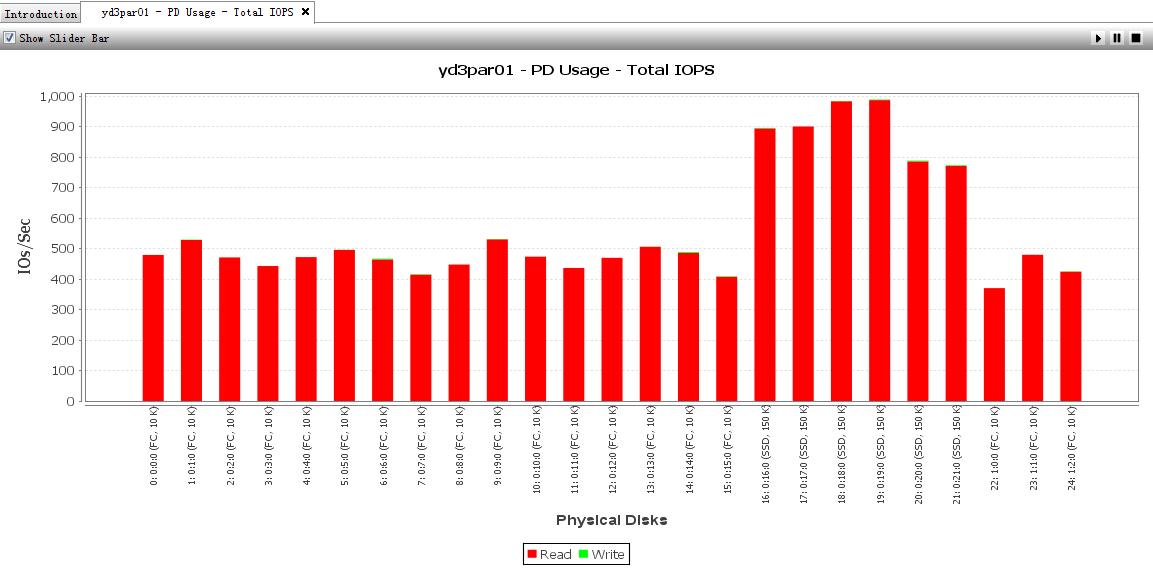 Introduction
yd3par01 - PD Usage - Total IOPS
Show Slider Bar
yd3par01 - PD Usage - Total IOPS
1,000
900
800
700
600
500
400
300
200
100
0
IOs/Sec
0: 0:0:0 (FC, 10 K)
1: 0:1:0 (FC, 10 K)
2: 0:2:0 (FC, 10 K)
3: 0:3:0 (FC, 10 K)
4: 0:4:0 (FC, 10 K)
5: 0:5:0 (FC, 10 K)
6: 0:6:0 (FC, 10 K)
7: 0:7:0 (FC, 10 K)
8: 0:8:0 (FC, 10 K)
9: 0:9:0 (FC, 10 K)
10: 0:10:0 (FC, 10 K)
11: 0:11:0 (FC, 10 K)
12: 0:12:0 (FC, 10 K)
13: 0:13:0 (FC, 10 K)
14: 0:14:0 (FC, 10 K)
15: 0:15:0 (FC, 10 K)
16: 0:16:0 (SSD, 150 K)
17: 0:17:0 (SSD, 150 K)
18: 0:18:0 (SSD, 150 K)
19: 0:19:0 (SSD, 150 K)
20: 0:20:0 (SSD, 150 K)
21: 0:21:0 (SSD, 150 K)
22: 1:0:0 (FC, 10 K)
23: 1:1:0 (FC, 10 K)
24: 1:2:0 (FC, 10 K)
Physical Disks
Read
Write